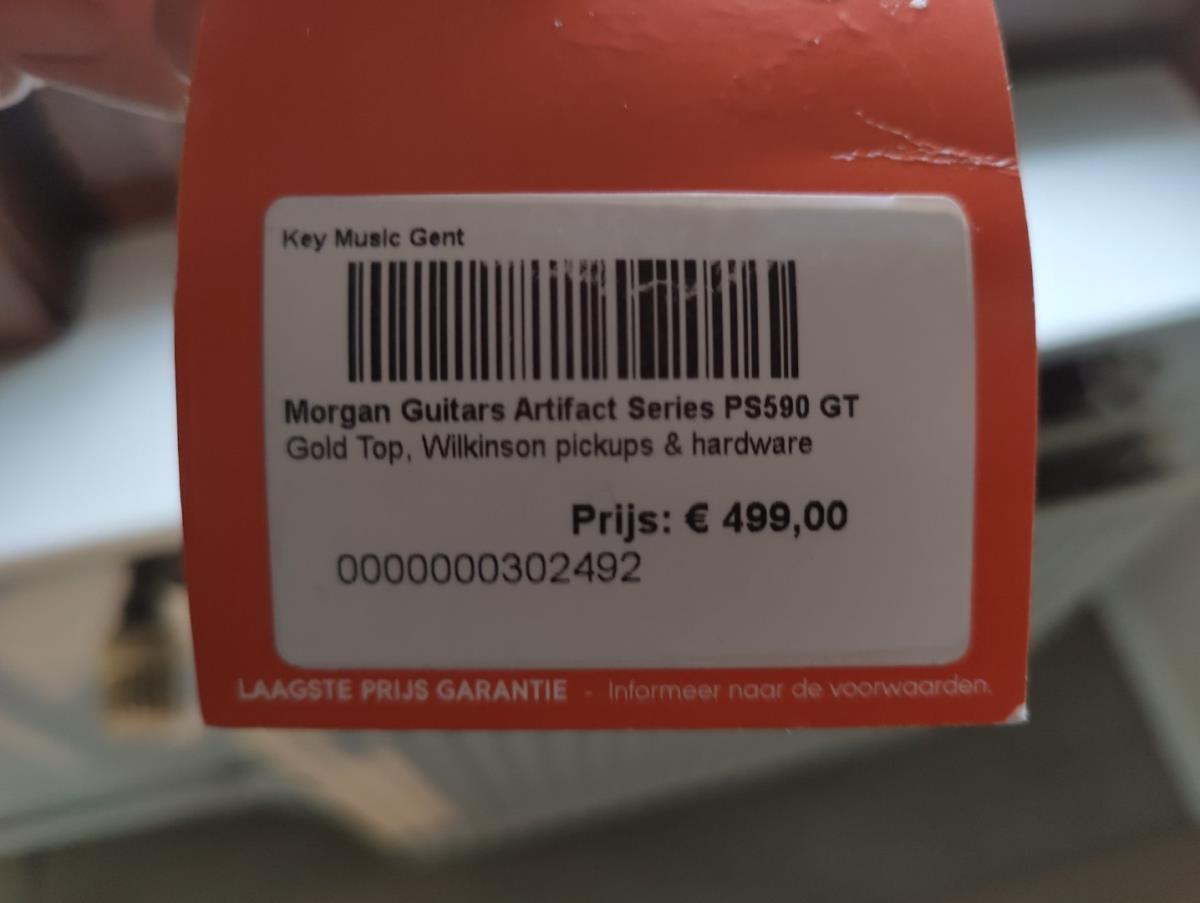 Key Music Gent
Morgan Guitars Artifact Series PS590 GT
Gold Top, Wilkinson pickups & hardware
Prijs: € 499,00
0000000302492
LAAGSTE PRIJS GARANTIE - Informeer naar de voorwaarden.